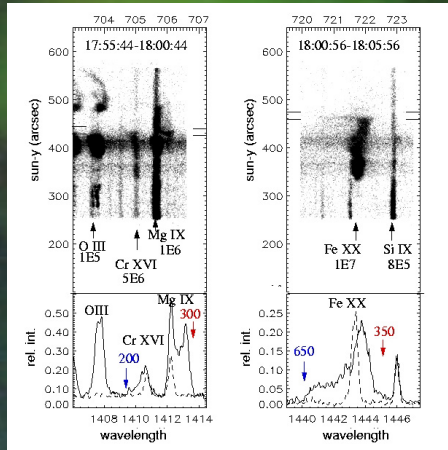 704 705 706 707
17:55:44-18:00:44
600
500
400
300
200
sun-y (arcsec)
O III
1E5
Cr XVI
5E6
Mg IX
1E6
720 721 722 723
18:00:56-18:05:56
600
500
400
300
200
sun-y (arcsec)
Fe XX
1E7
Si IX
8E5
0.50
0.40
0.30
0.20
0.10
0.00
rel. int.
OIII
Cr XVI
Mg IX
200
300
1408 1410 1412 1414
wavelength
0.25
0.20
0.15
0.10
0.05
0.00
rel. int.
Fe XX
650
350
1440 1442 1444 1446
wavelength